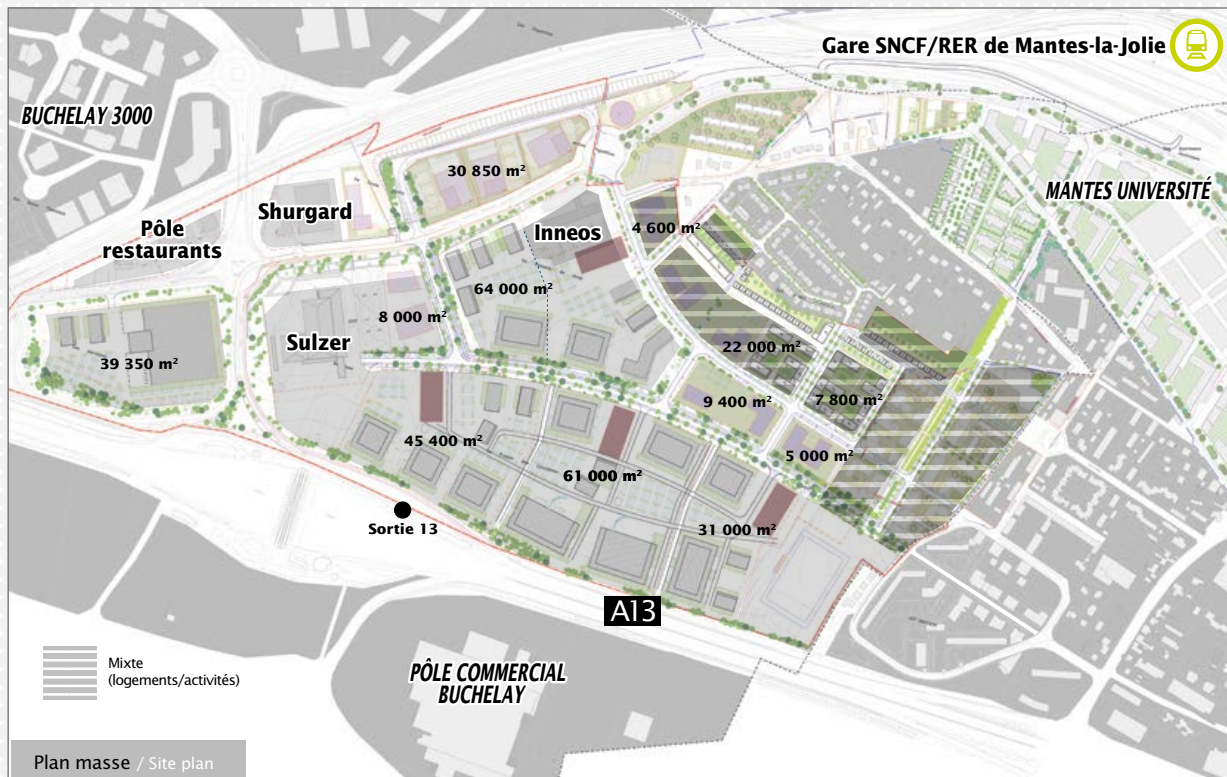 Gare SNCF/RER de Mantes-la-Jolie
BUCHELAY 3000
MANTES UNIVERSITÉ
30 850 m²
Shurgard
Pôle
restaurants
Inneos
4 600 m²
64 000 m²
8 000 m²
Sulzer
39 350 m²
22 000 m²
9 400 m²
7 800 m²
45 400 m²
5 000 m²
61 000 m²
31 000 m²
Sortie 13
A13
Mixte
(logements/activités)
PÔLE COMMERCIAL
BUCHELAY
Plan masse / Site plan